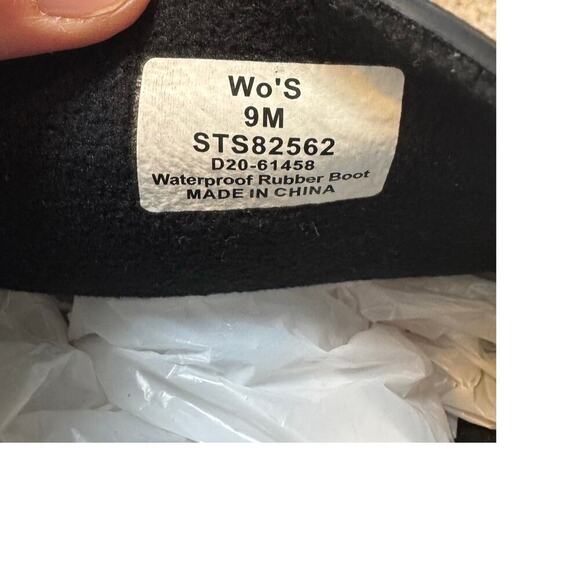 Wo'S
9M
STS82562
D20-61458
Waterproof Rubber Boot
MADE IN CHINA